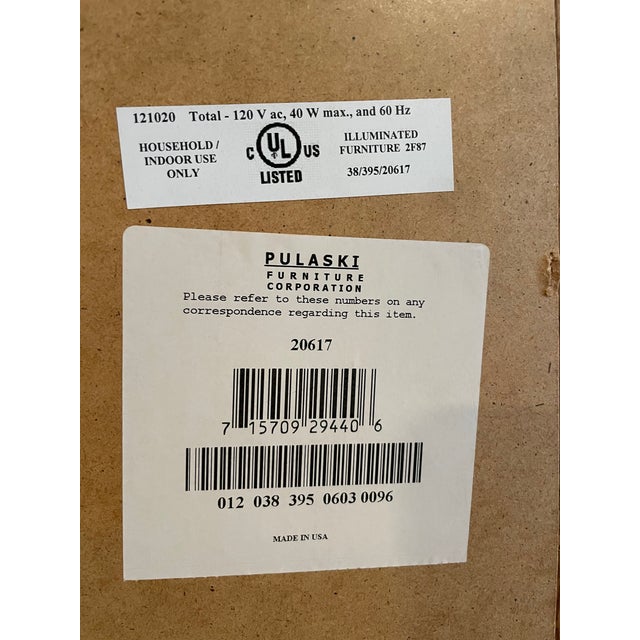 121020 Total - 120 V ac, 40 W max., and 60 Hz
HOUSEHOLD /
INDOOR USE
ONLY
C UL US
LISTED
ILLUMINATED
FURNITURE 2F87
38/395/20617
PULASKI
FURNITURE
CORPORATION
Please refer to these numbers on any
correspondence regarding this item.
20617
7 15709 29440 6
012 038 395 0603 0096
MADE IN USA